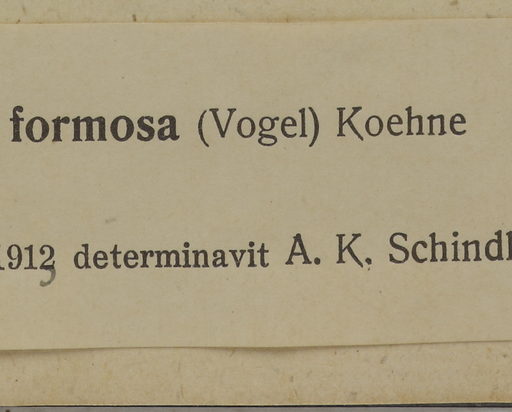 formosa (Vogel) Koehne
1912 determinavit A. K. Schindl